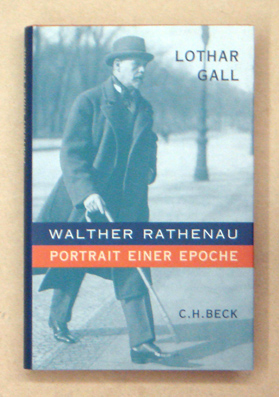 LOTHAR
GALL
WALTHER RATHENAU
PORTRAIT EINER EPOCHE
C.H.BECK